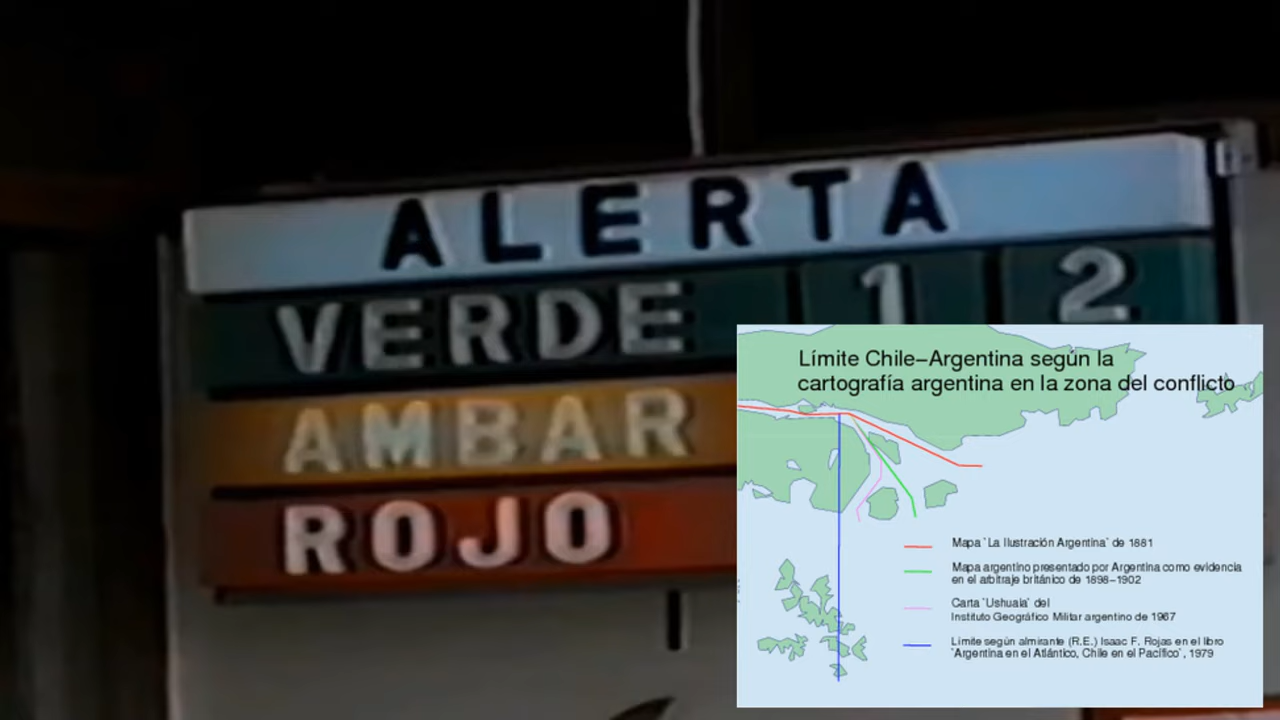 ALERTA
VERDE 1 2
AMBAR
ROJO
Límite Chile-Argentina según la
cartografía argentina en la zona del conflicto
Mapa `La Ilustración Argentina` de 1881
Mapa argentino presentado por Argentina como evidencia
en el arbitraje británico de 1898-1902
Carta `Ushuaia` del
Instituto Geográfico Militar argentino de 1967
Límite según almirante (R.E.) Isaac F. Rojas en el libro
`Argentina en el Atlántico, Chile en el Pacífico`, 1979